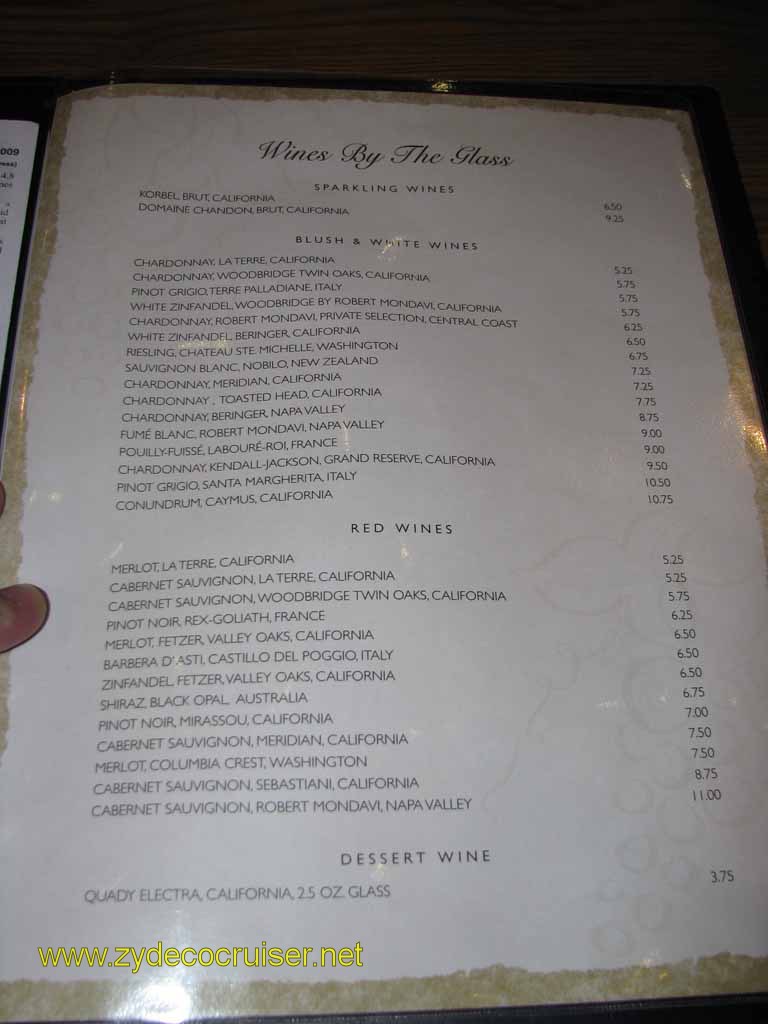 009
4.8
Wines By The Glass
SPARKLING WINES
KORBEL, BRUT, CALIFORNIA 6.50
DOMAINE CHANDON, BRUT, CALIFORNIA 9.25
BLUSH & WHITE WINES
CHARDONNAY, LA TERRE, CALIFORNIA 5.25
CHARDONNAY, WOODBRIDGE TWIN OAKS, CALIFORNIA 5.75
PINOT GRIGIO, TERRE PALLADIANE, ITALY 5.75
WHITE ZINFANDEL, WOODBRIDGE BY ROBERT MONDAVI, CALIFORNIA 5.75
CHARDONNAY, ROBERT MONDAVI, PRIVATE SELECTION, CENTRAL COAST 6.25
WHITE ZINFANDEL, BERINGER, CALIFORNIA 6.50
RIESLING, CHATEAU STE. MICHELLE, WASHINGTON 6.75
SAUVIGNON BLANC, NOBILO, NEW ZEALAND 7.25
CHARDONNAY, MERIDIAN, CALIFORNIA 7.25
CHARDONNAY , TOASTED HEAD, CALIFORNIA 7.75
CHARDONNAY, BERINGER, NAPA VALLEY 8.75
FUMÉ BLANC, ROBERT MONDAVI, NAPA VALLEY 9.00
POUILLY-FUISSÉ, LABOURÉ-ROI, FRANCE 9.00
CHARDONNAY, KENDALL-JACKSON, GRAND RESERVE, CALIFORNIA 9.50
PINOT GRIGIO, SANTA MARGHERITA, ITALY 10.50
CONUNDRUM, CAYMUS, CALIFORNIA 10.75
RED WINES
MERLOT, LA TERRE, CALIFORNIA 5.25
CABERNET SAUVIGNON, LA TERRE, CALIFORNIA 5.25
CABERNET SAUVIGNON, WOODBRIDGE TWIN OAKS, CALIFORNIA 5.75
PINOT NOIR, REX-GOLIATH, FRANCE 6.25
MERLOT, FETZER, VALLEY OAKS, CALIFORNIA 6.50
BARBERA D'ASTI, CASTILLO DEL POGGIO, ITALY 6.50
ZINFANDEL, FETZER, VALLEY OAKS, CALIFORNIA 6.50
SHIRAZ, BLACK OPAL, AUSTRALIA 6.75
PINOT NOIR, MIRASSOU, CALIFORNIA 7.00
CABERNET SAUVIGNON, MERIDIAN, CALIFORNIA 7.50
MERLOT, COLUMBIA CREST, WASHINGTON 7.50
CABERNET SAUVIGNON, SEBASTIANI, CALIFORNIA 8.75
CABERNET SAUVIGNON, ROBERT MONDAVI, NAPA VALLEY 11.00
DESSERT WINE
QUADY ELECTRA, CALIFORNIA, 2.5 OZ. GLASS 3.75
www.zydecocruiser.net